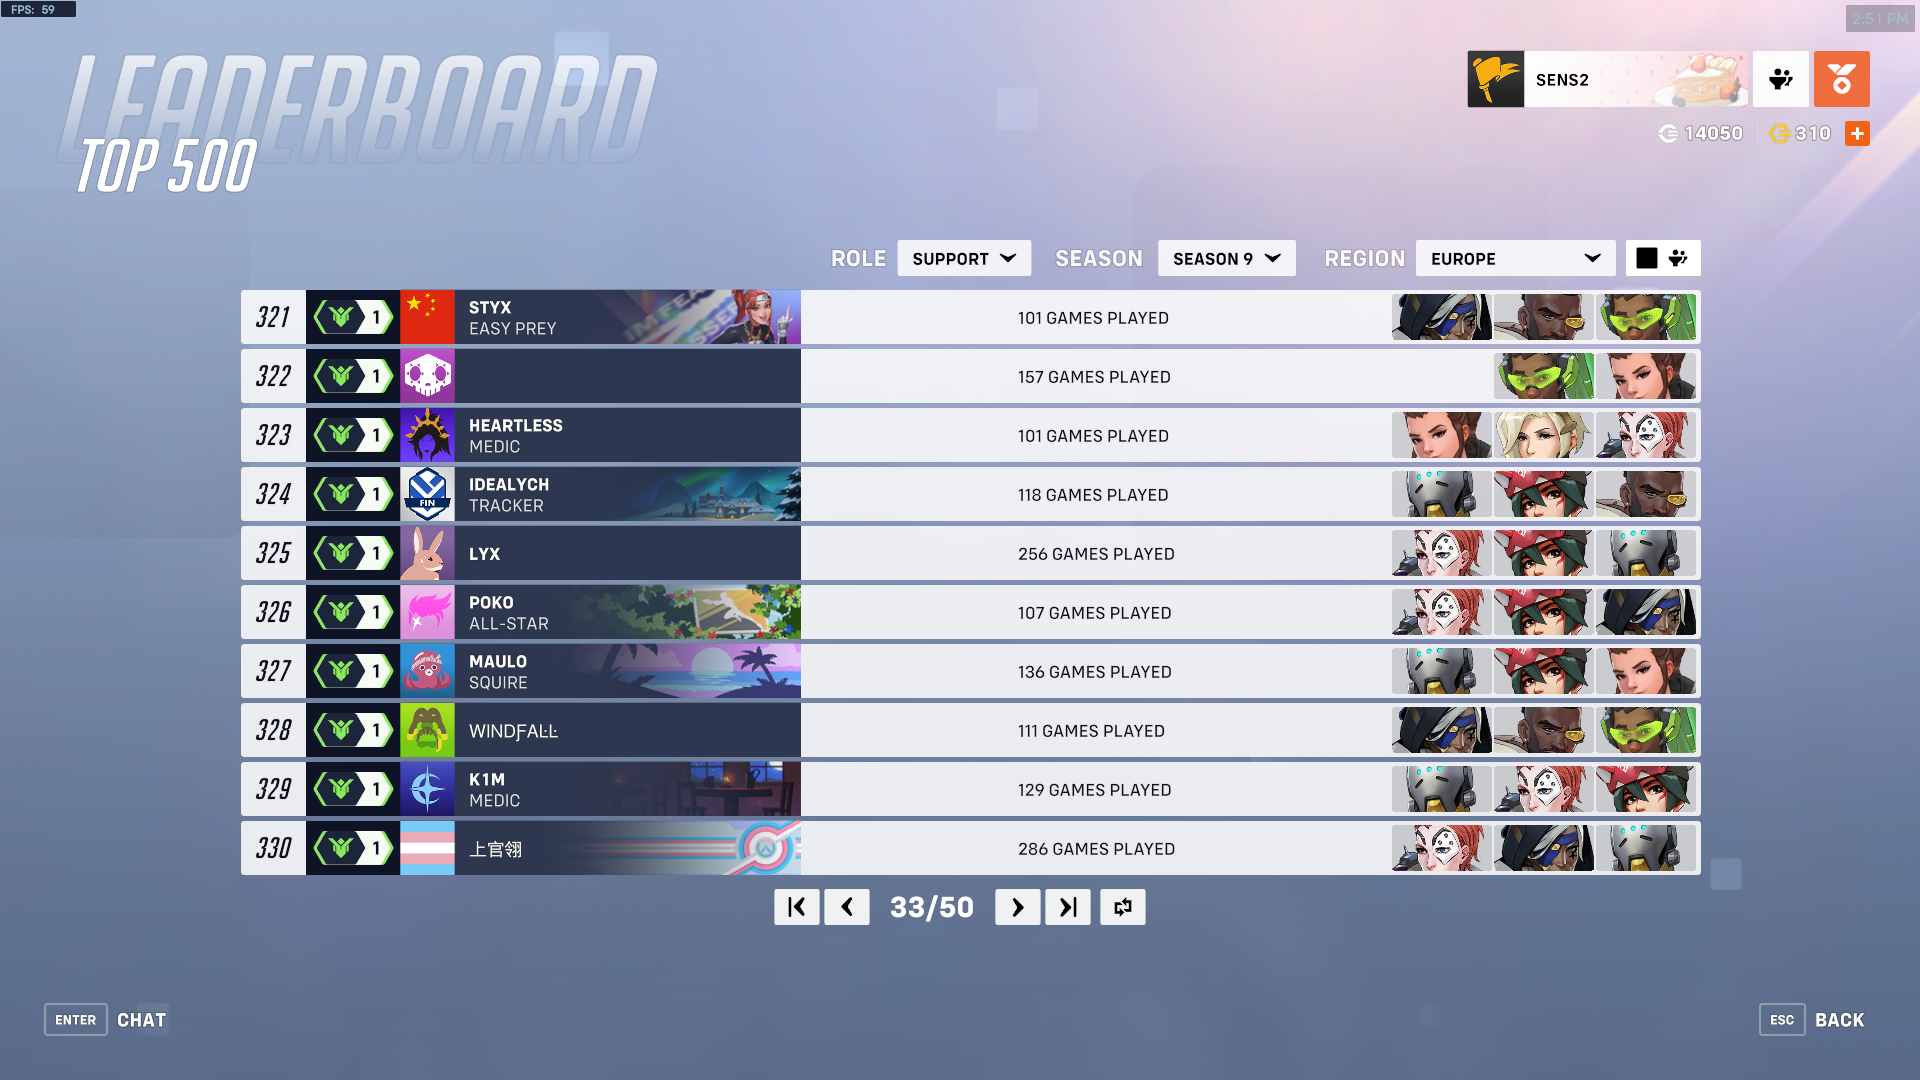 FPS: 59
2:51 PM
LEADERBOARD
TOP 500
SENS2
14050
310
ROLE SUPPORT SEASON SEASON 9 REGION EUROPE
321 1 STYX 101 GAMES PLAYED
EASY PREY
322 1 157 GAMES PLAYED
323 1 HEARTLESS 101 GAMES PLAYED
MEDIC
324 1 FIN IDEALYCH 118 GAMES PLAYED
TRACKER
325 1 LYX 256 GAMES PLAYED
326 1 POKO 107 GAMES PLAYED
ALL-STAR
327 1 MAULO 136 GAMES PLAYED
SQUIRE
328 1 WINDƑAⱠⱠ 111 GAMES PLAYED
329 1 K1M 129 GAMES PLAYED
MEDIC
330 1 上官翎 286 GAMES PLAYED
33/50
ENTER CHAT
ESC BACK